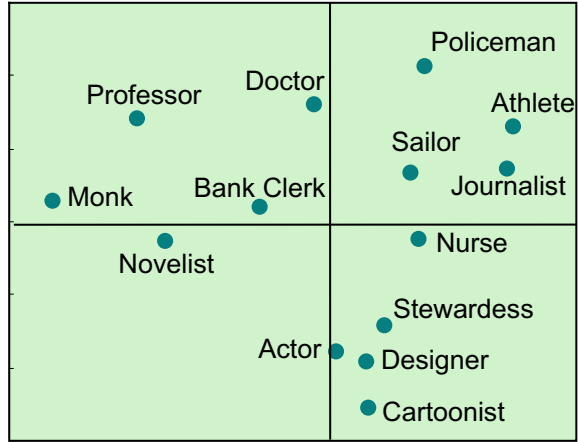 Policeman
Doctor
Professor
Athlete
Sailor
Journalist
Bank Clerk
Monk
Nurse
Novelist
Stewardess
Actor
Designer
Cartoonist